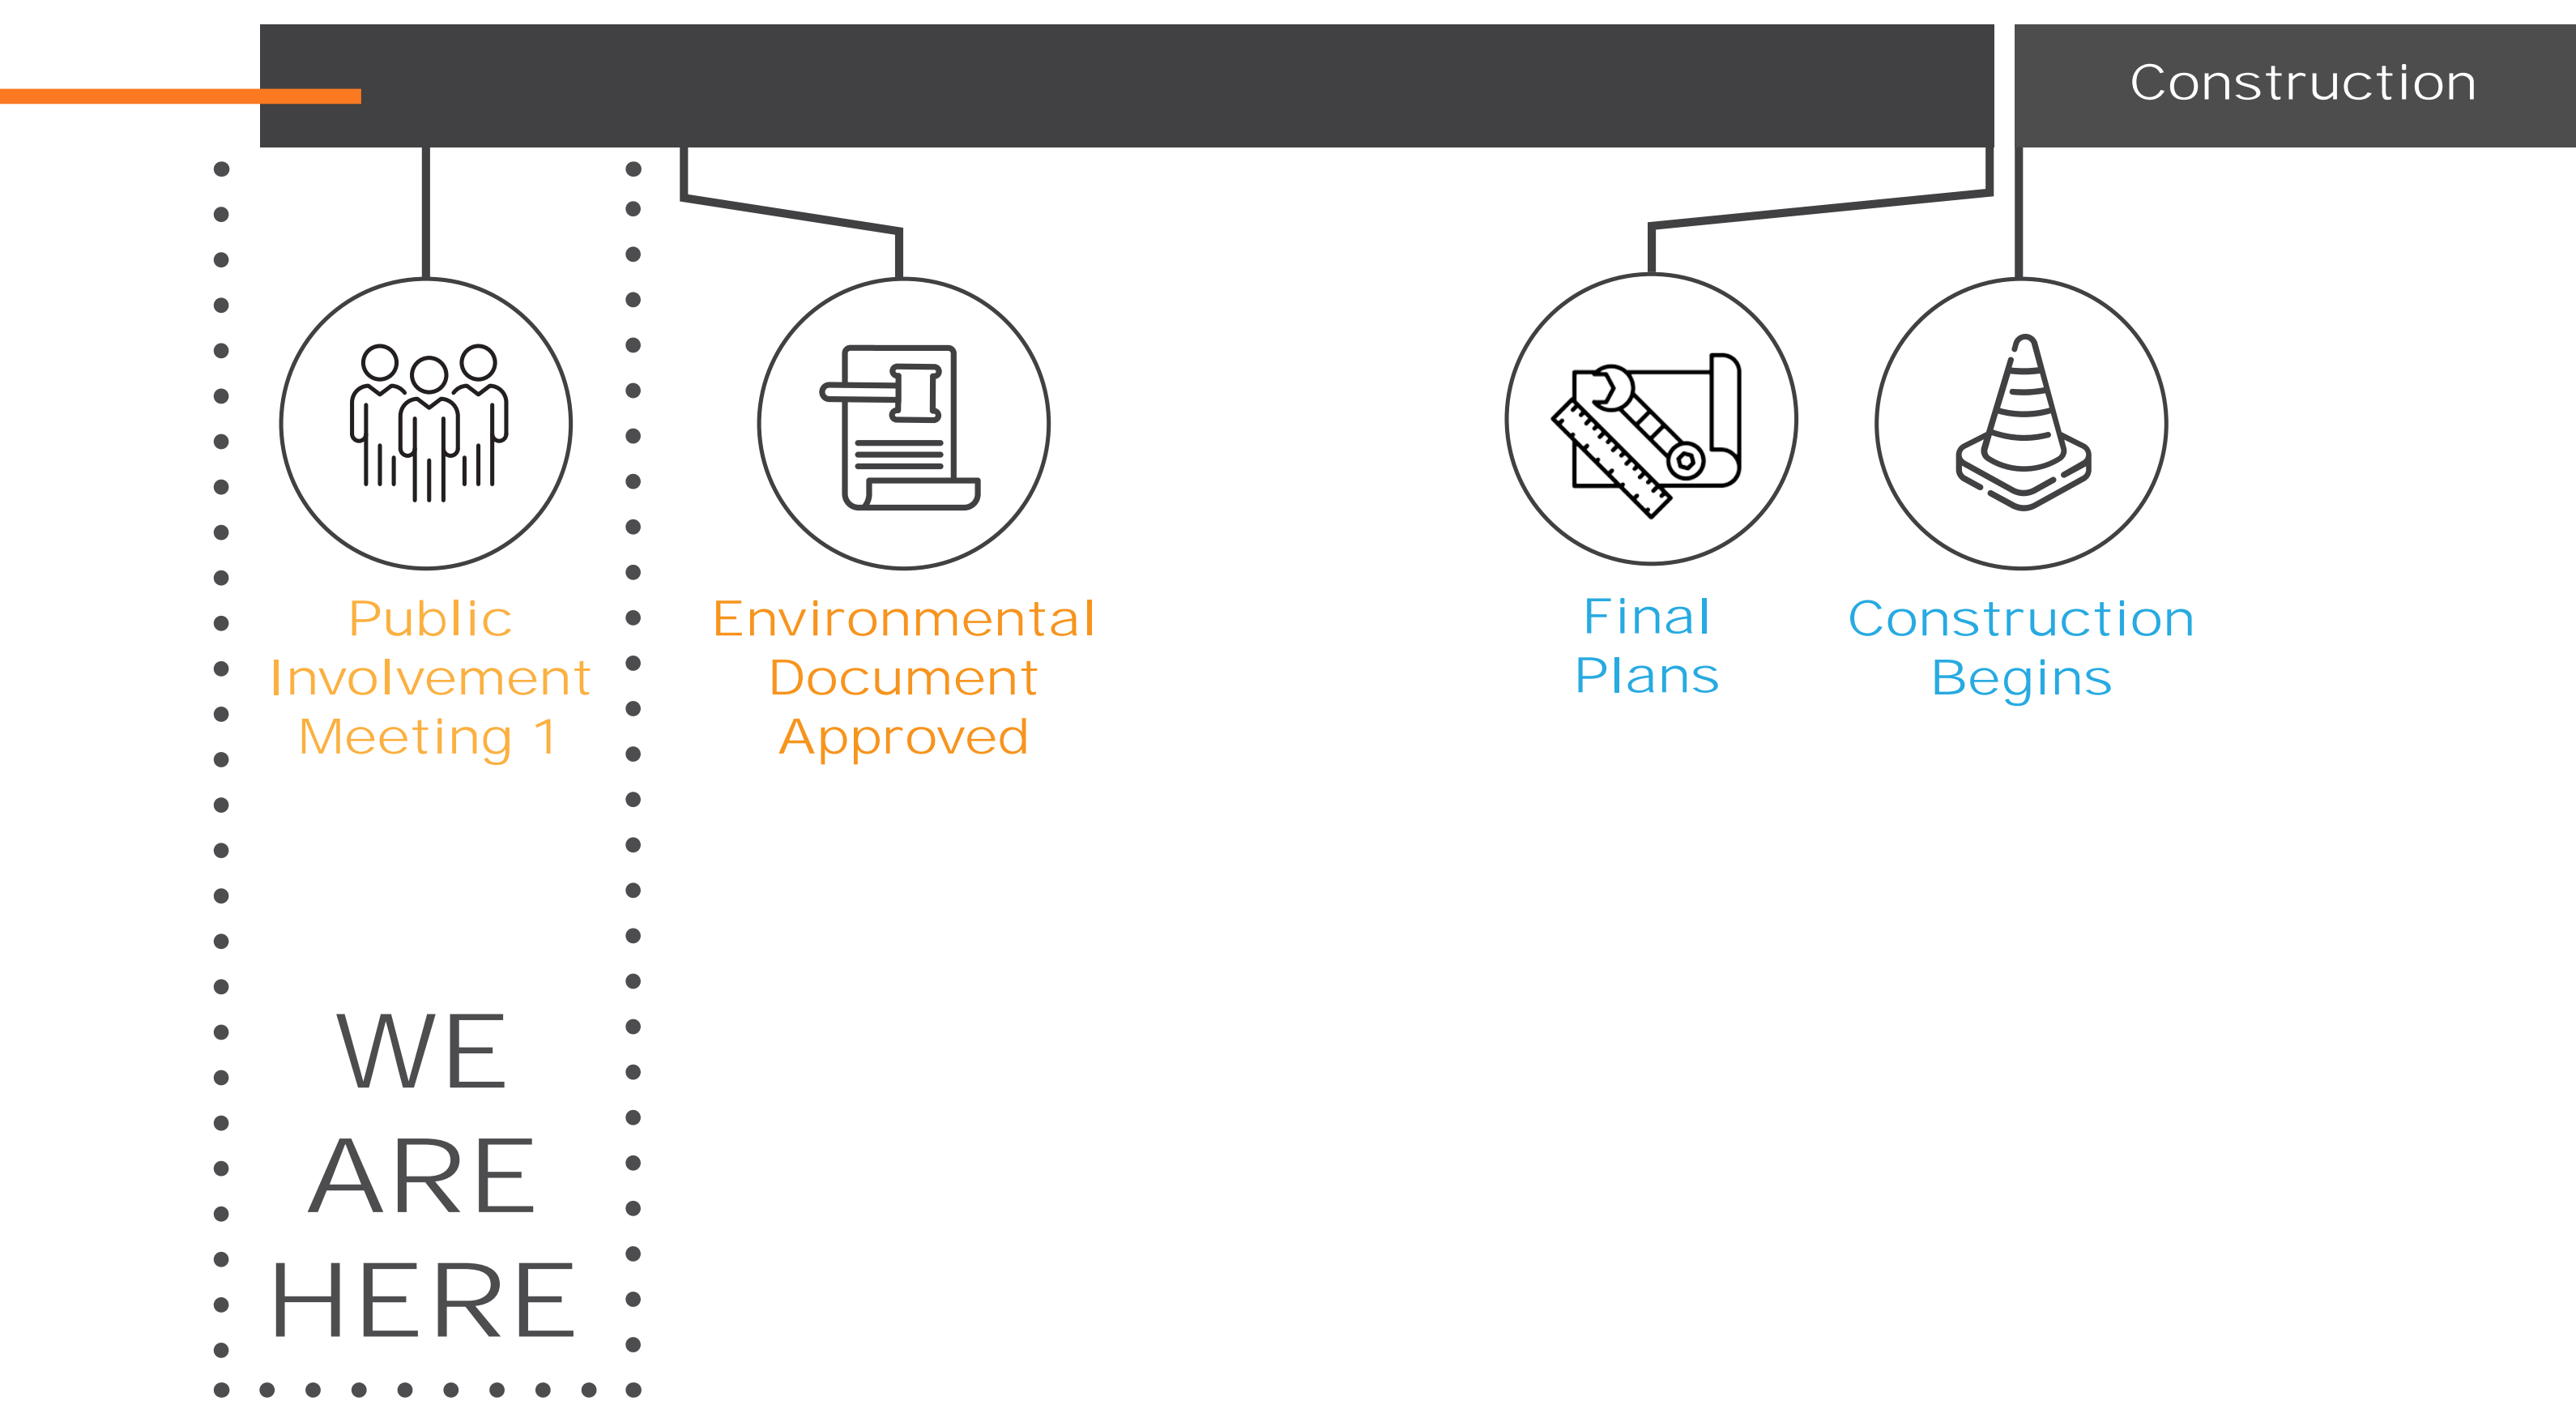 Construction
Public
Involvement
Meeting 1
Environmental
Document
Approved
Final
Plans
Construction
Begins
WE
ARE
HERE